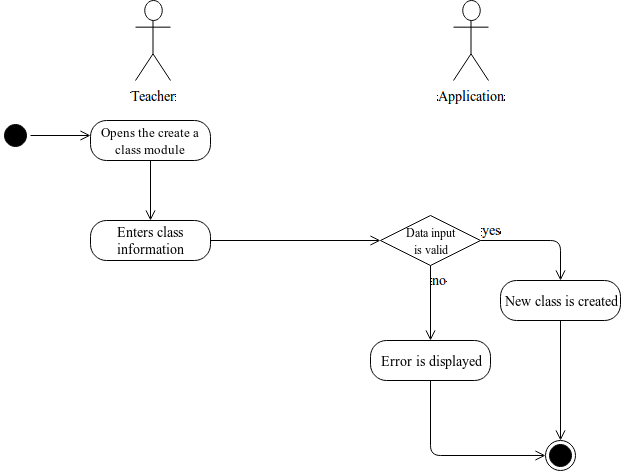 Teacher
Application
Opens the create a
class module
Enters class
information
Data input
is valid
yes
no
New class is created
Error is displayed